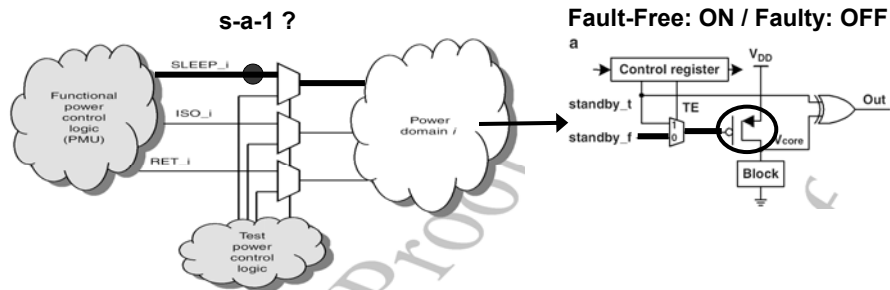 s-a-1 ?
Fault-Free: ON / Faulty: OFF
SLEEP_i
Functional
power
control
logic
(PMU)
ISO_i
RET_i
Power
domain i
Test
power
control
logic
a
Control register
VDD
standby_t
TE
standby_f
1
0
Vcore
Out
Block
Proof
f